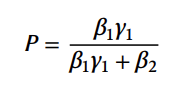 P = β₁γ₁ / (β₁γ₁ + β₂)